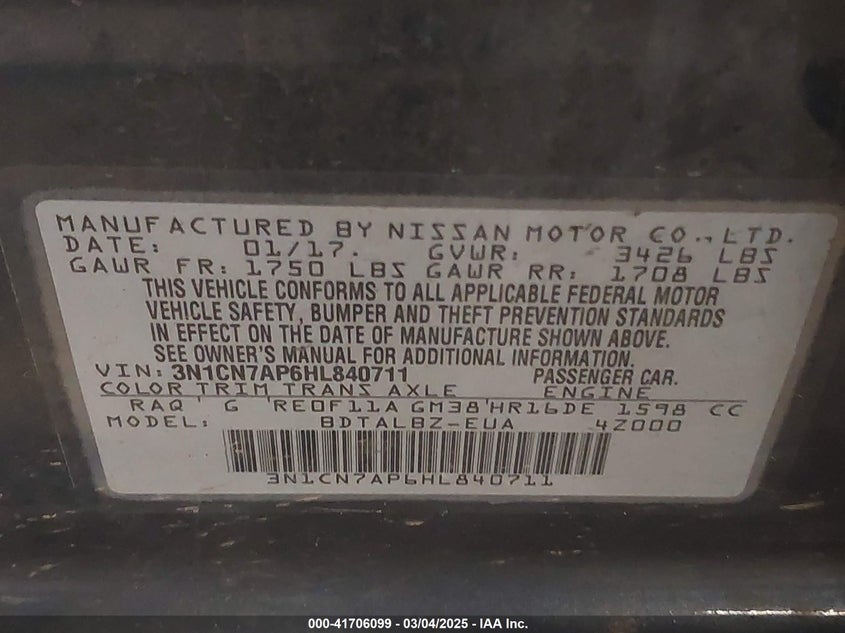 MANUFACTURED BY NISSAN MOTOR CO., LTD.
DATE: 01/17. GVWR: 3426 LBS
GAWR FR: 1750 LBS GAWR RR: 1708 LBS
THIS VEHICLE CONFORMS TO ALL APPLICABLE FEDERAL MOTOR
VEHICLE SAFETY, BUMPER AND THEFT PREVENTION STANDARDS
IN EFFECT ON THE DATE OF MANUFACTURE SHOWN ABOVE.
SEE OWNER'S MANUAL FOR ADDITIONAL INFORMATION.
VIN: 3N1CN7AP6HL840711 PASSENGER CAR.
COLOR TRIM TRANS AXLE ENGINE
RAQ G RE0F11A GM38 HR16DE 1598 CC
MODEL: BDTALBZ-EUA 4Z000
3N1CN7AP6HL840711
000-41706099 — 03/04/2025 - IAA Inc.